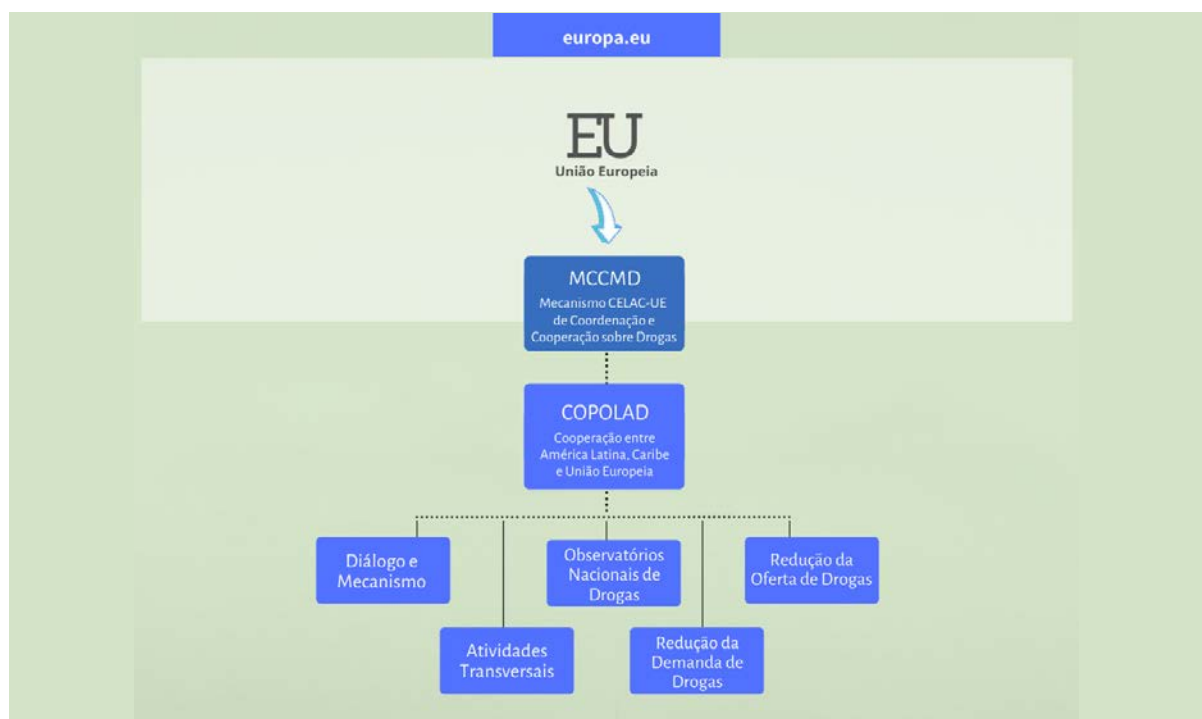 europa.eu
EU
União Europeia
MCCMD
Mecanismo CELAC-UE
de Coordenação e
Cooperação sobre Drogas
COPOLAD
Cooperação entre
América Latina, Caribe
e União Europeia
Diálogo e
Mecanismo
Observatórios
Nacionais de
Drogas
Redução da
Oferta de Drogas
Atividades
Transversais
Redução da
Demanda de
Drogas